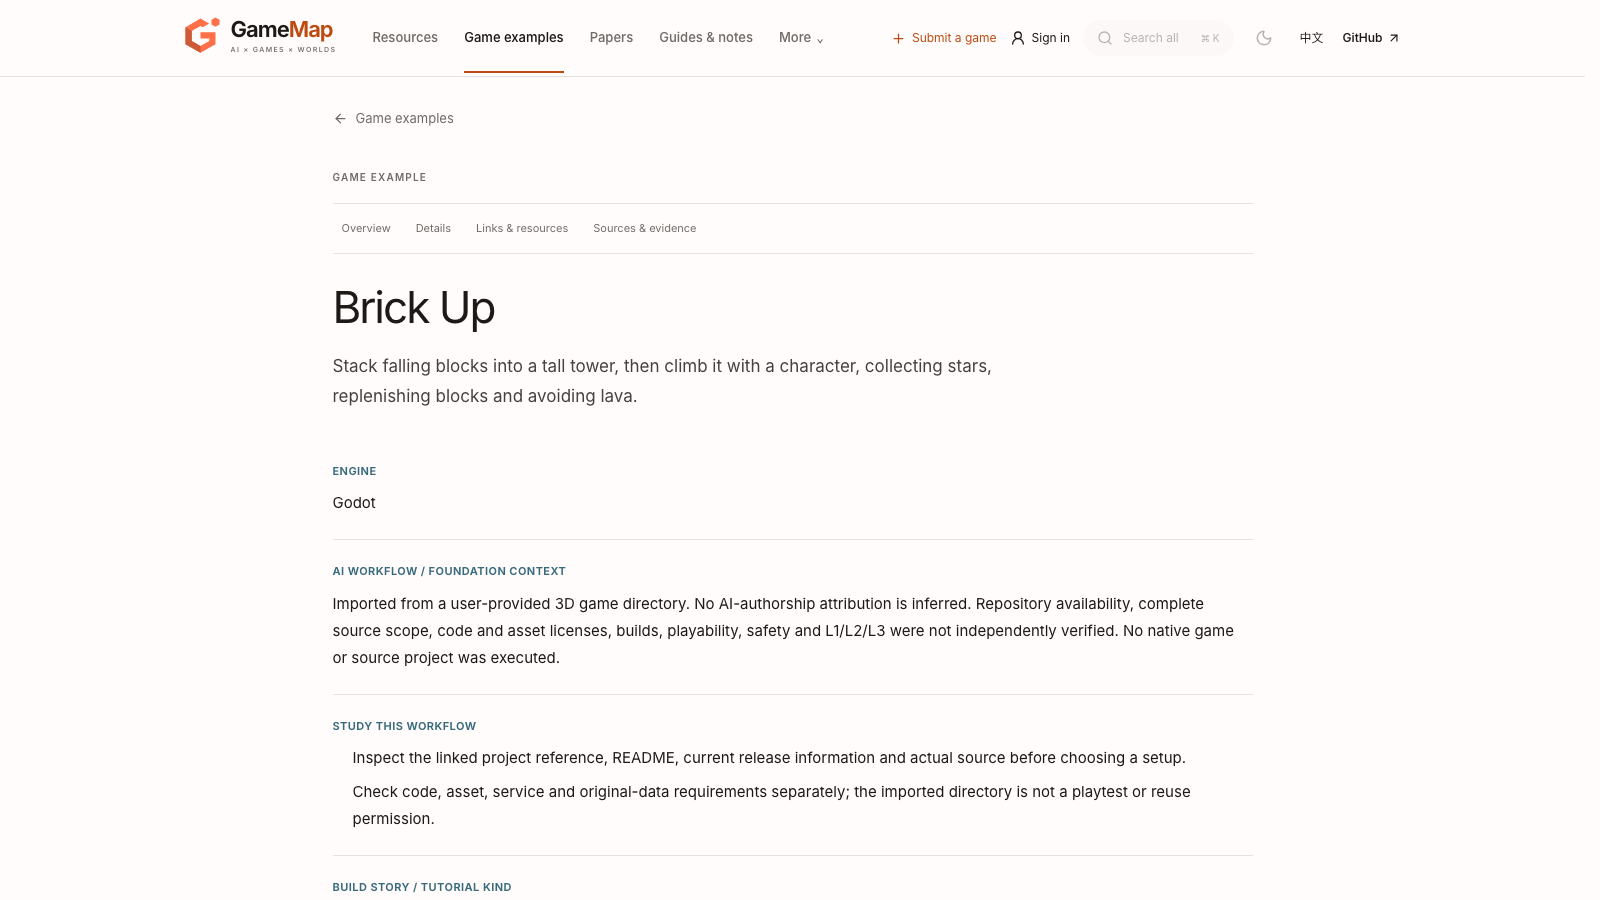 GameMap
AI × GAMES × WORLDS
Resources
Game examples
Papers
Guides & notes
More
Submit a game
Sign in
Search all
⌘ K
中文
GitHub
Game examples
GAME EXAMPLE
Overview
Details
Links & resources
Sources & evidence
Brick Up
Stack falling blocks into a tall tower, then climb it with a character, collecting stars,
replenishing blocks and avoiding lava.
ENGINE
Godot
AI WORKFLOW / FOUNDATION CONTEXT
Imported from a user-provided 3D game directory. No AI-authorship attribution is inferred. Repository availability, complete
source scope, code and asset licenses, builds, playability, safety and L1/L2/L3 were not independently verified. No native game
or source project was executed.
STUDY THIS WORKFLOW
Inspect the linked project reference, README, current release information and actual source before choosing a setup.
Check code, asset, service and original-data requirements separately; the imported directory is not a playtest or reuse
permission.
BUILD STORY / TUTORIAL KIND